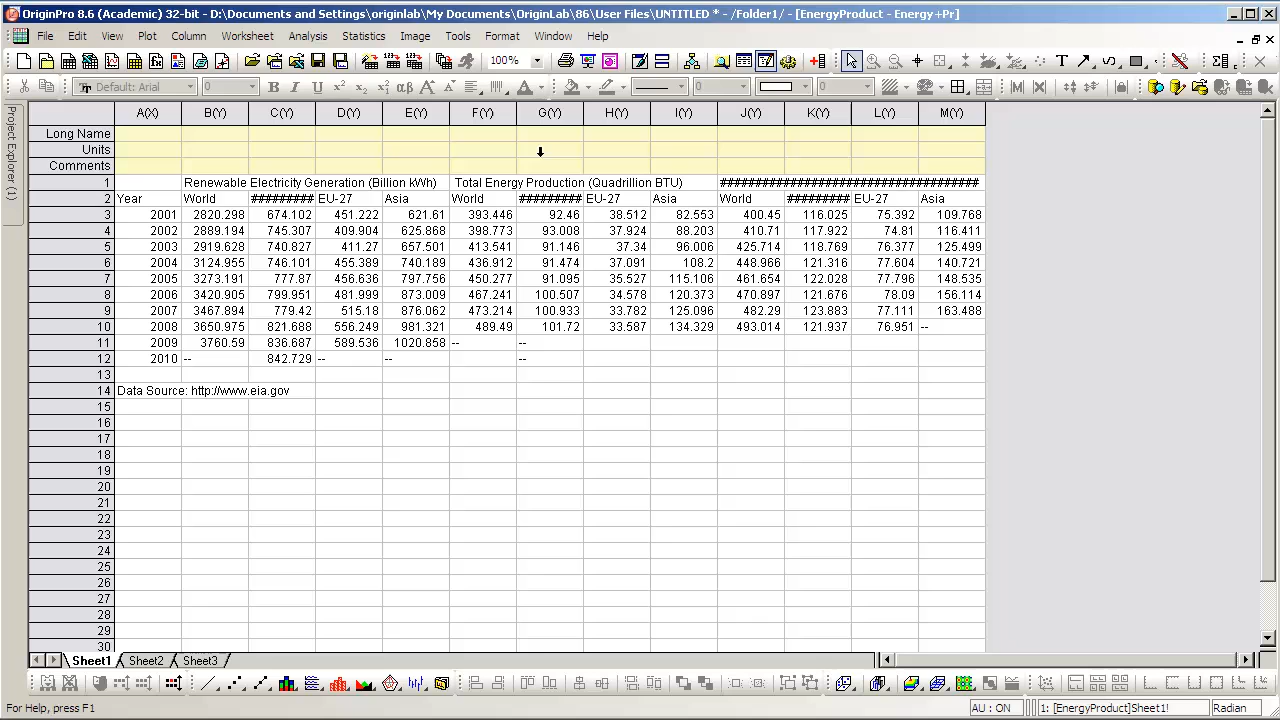 OriginPro 8.6 (Academic) 32-bit - D:\Documents and Settings\originlab\My Documents\OriginLab\86\User Files\UNTITLED * - /Folder1/ - [EnergyProduct - Energy+Pr]
File Edit View Plot Column Worksheet Analysis Statistics Image Tools Format Window Help
100%
Default: Arial 0 0 0
Project Explorer (1)
A(X) B(Y) C(Y) D(Y) E(Y) F(Y) G(Y) H(Y) I(Y) J(Y) K(Y) L(Y) M(Y)
Long Name
Units
Comments
1 Renewable Electricity Generation (Billion kWh) Total Energy Production (Quadrillion BTU) ################################
2 Year World ######### EU-27 Asia World ######### EU-27 Asia World ######### EU-27 Asia
3 2001 2820.298 674.102 451.222 621.61 393.446 92.46 38.512 82.553 400.45 116.025 75.392 109.768
4 2002 2889.194 745.307 409.904 625.869 398.773 93.008 37.924 88.203 410.71 117.922 74.81 116.411
5 2003 2919.628 740.827 411.27 657.501 413.541 91.146 37.34 96.006 425.714 118.769 76.377 125.499
6 2004 3124.955 746.101 455.389 740.189 436.912 91.474 37.091 108.2 448.966 121.316 77.604 140.721
7 2005 3273.191 777.87 456.636 797.756 450.277 91.095 35.527 115.106 461.654 122.028 77.796 148.535
8 2006 3420.905 799.951 481.999 873.009 467.241 100.507 34.578 120.373 470.897 121.676 78.09 156.114
9 2007 3467.894 779.42 515.18 876.062 473.214 100.933 33.782 125.096 482.29 123.883 77.111 163.488
10 2008 3650.975 821.688 556.249 981.321 489.49 101.72 33.587 134.329 493.014 121.937 76.951 --
11 2009 3760.59 836.687 589.536 1020.858 -- --
12 2010 -- 842.729 -- -- --
13
14 Data Source: http://www.eia.gov
15
16
17
18
19
20
21
22
23
24
25
26
27
28
29
30
Sheet1 Sheet2 Sheet3
For Help, press F1 AU : ON 1: [EnergyProduct]Sheet1! Radian